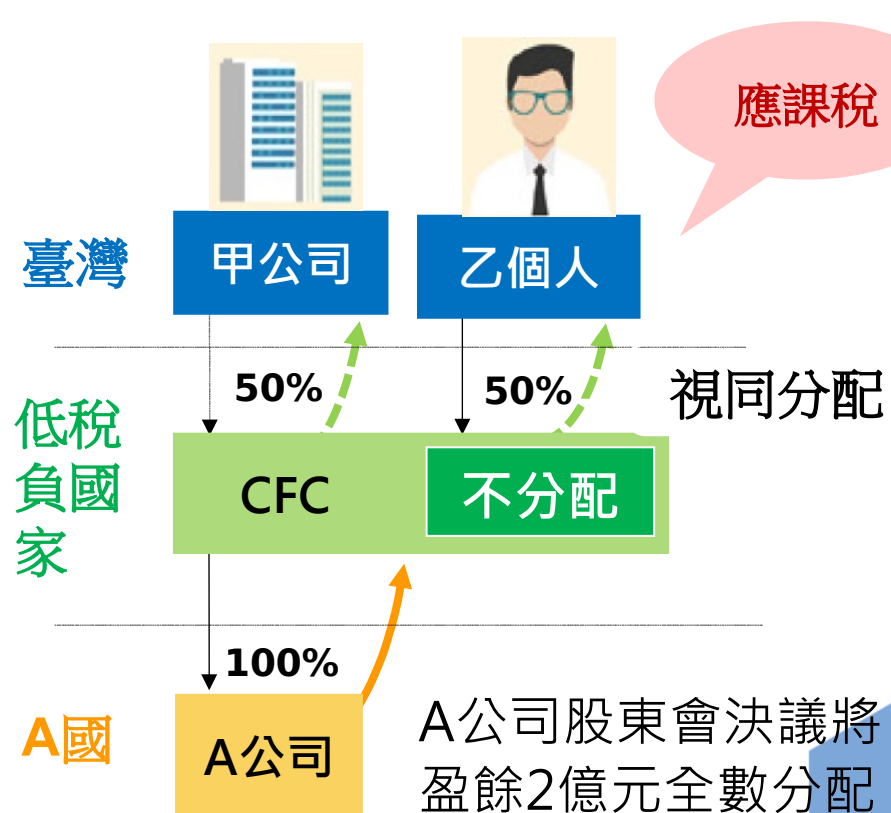 應課稅
臺灣
甲公司
乙個人
50%
50%
視同分配
低稅
負國
家
CFC
不分配
100%
A國
A公司
A公司股東會決議將
盈餘2億元全數分配